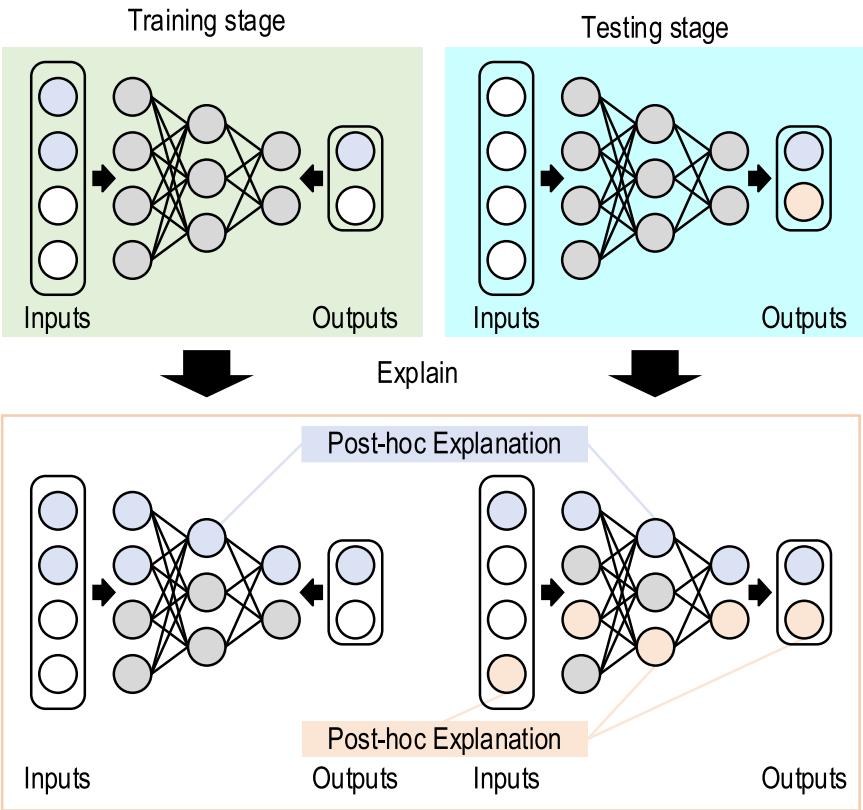 Training stage
Testing stage
Inputs
Outputs
Inputs
Outputs
Explain
Post-hoc Explanation
Post-hoc Explanation
Inputs
Outputs
Inputs
Outputs